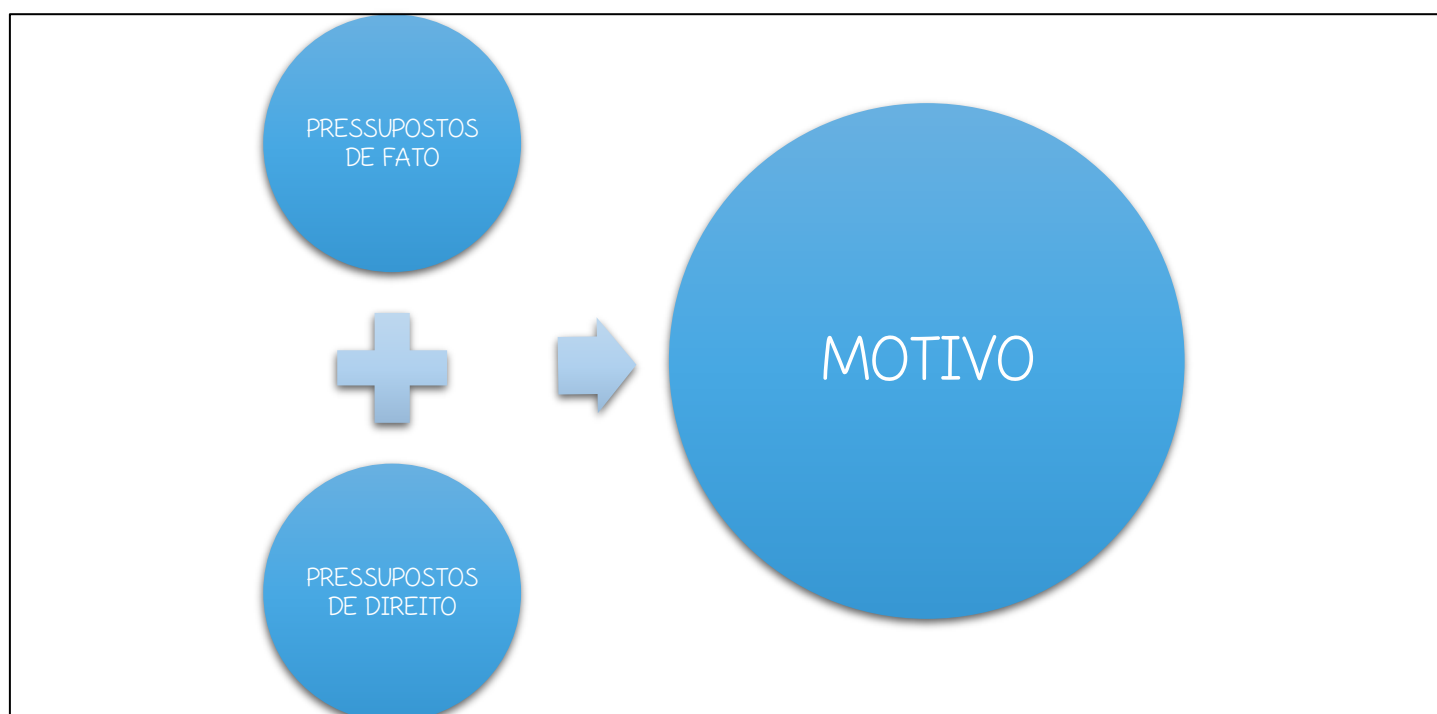 PRESSUPOSTOS
DE FATO
PRESSUPOSTOS
DE DIREITO
MOTIVO